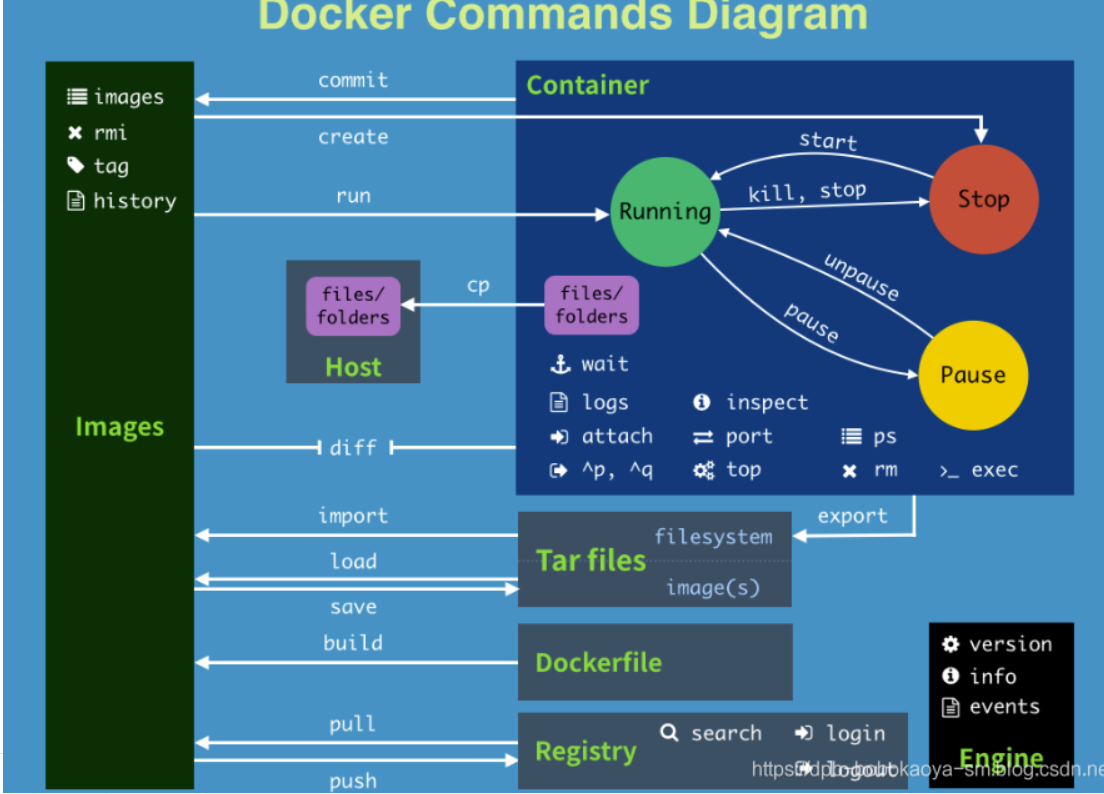 Docker Commands Diagram
images
rmi
tag
history
Images
commit
create
run
cp
files/
folders
Host
diff
import
load
save
build
pull
push
Container
start
Running
kill, stop
Stop
unpause
pause
Pause
files/
folders
wait
logs
inspect
attach
port
ps
^p, ^q
top
rm
>_ exec
export
filesystem
Tar files
image(s)
Dockerfile
Registry
search
login
logout
version
info
events
Engine